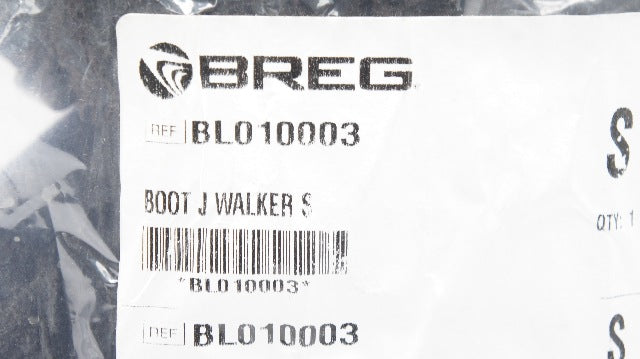 BREG
REF BL010003
S
BOOT J WALKER S
QTY: 1
*BL010003*
REF BL010003
S